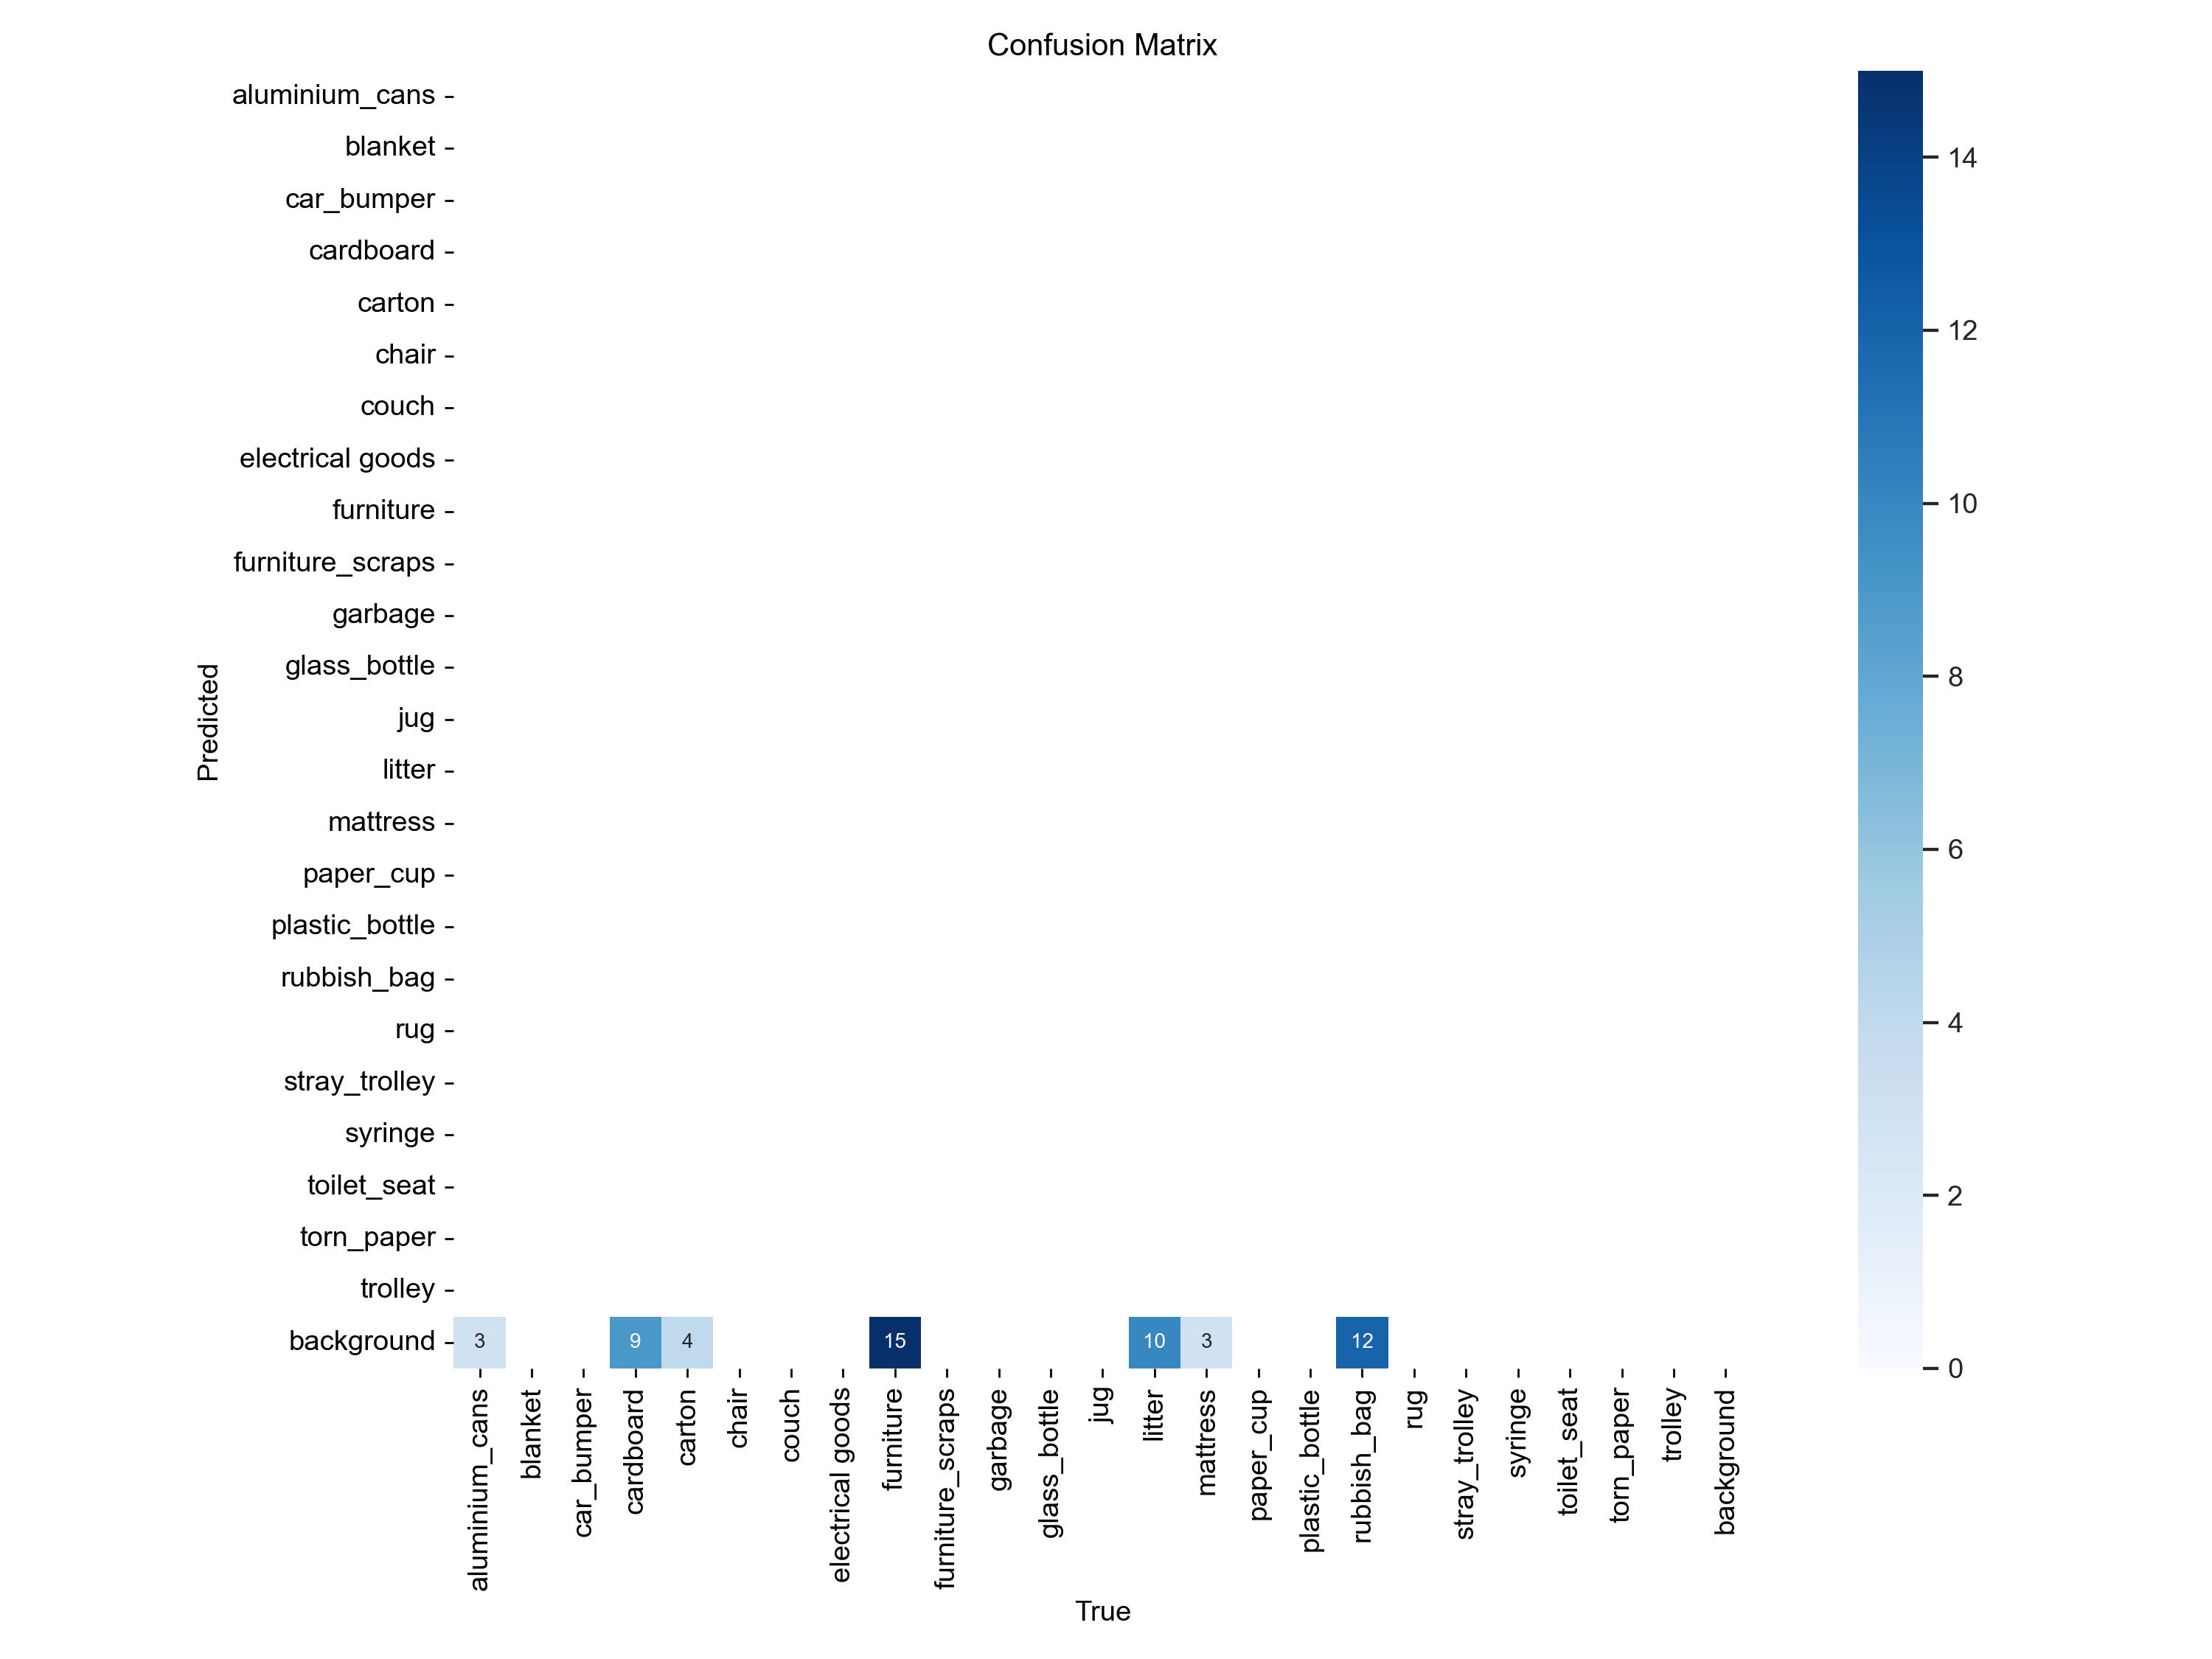 Confusion Matrix
aluminium_cans
blanket
car_bumper
cardboard
carton
chair
couch
electrical goods
furniture
furniture_scraps
garbage
glass_bottle
jug
litter
mattress
paper_cup
plastic_bottle
rubbish_bag
rug
stray_trolley
syringe
toilet_seat
torn_paper
trolley
background
Predicted
3 9 4 15 10 3 12
aluminium_cans
blanket
car_bumper
cardboard
carton
chair
couch
electrical goods
furniture
furniture_scraps
garbage
glass_bottle
jug
litter
mattress
paper_cup
plastic_bottle
rubbish_bag
rug
stray_trolley
syringe
toilet_seat
torn_paper
trolley
background
True
14
12
10
8
6
4
2
0